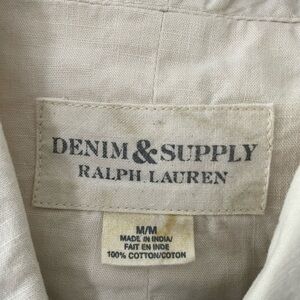 DENIM & SUPPLY
RALPH LAUREN
M/M
MADE IN INDIA/
FAIT EN INDE
100% COTTON/COTON